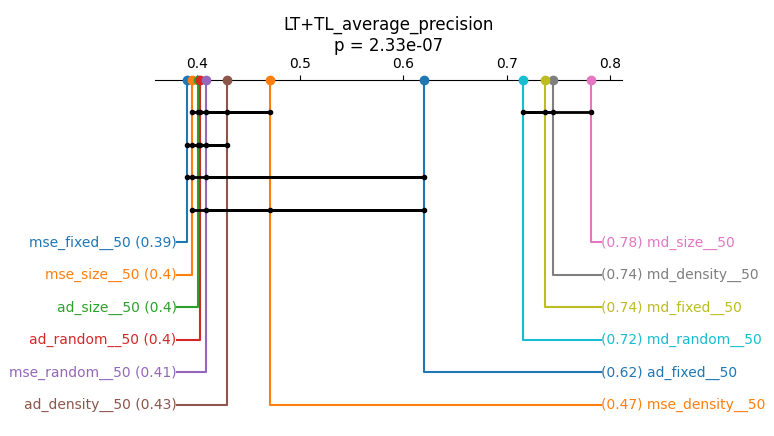 LT+TL_average_precision
p = 2.33e-07
0.4 0.5 0.6 0.7 0.8
mse_fixed__50 (0.39) (0.78) md_size__50
mse_size__50 (0.4) (0.74) md_density__50
ad_size__50 (0.4) (0.74) md_fixed__50
ad_random__50 (0.4) (0.72) md_random__50
mse_random__50 (0.41) (0.62) ad_fixed__50
ad_density__50 (0.43) (0.47) mse_density__50